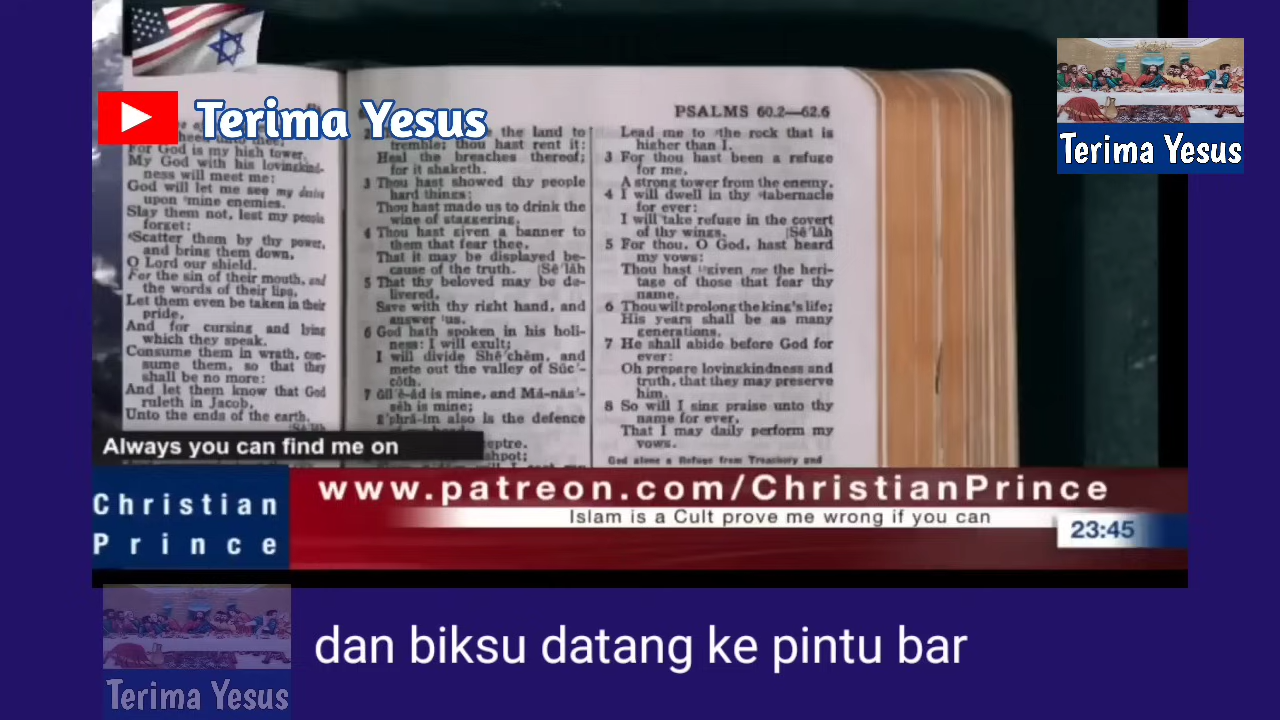 Terima Yesus
Terima Yesus
PSALMS 60.2—62.6
For God is my high tower.
My God with his lovingkind-
ness will meet me:
God will let me see my desire
upon mine enemies.
Slay them not, lest my people
forget:
Scatter them by thy power,
and bring them down,
O Lord our shield.
For the sin of their mouth, and
the words of their lips,
Let them even be taken in their
pride,
And for cursing and lying
which they speak.
Consume them in wrath, con-
sume them, so that they
shall be no more:
And let them know that God
ruleth in Jacob,
Unto the ends of the earth.
the land to
tremble; thou hast rent it:
Heal the breaches thereof;
for it shaketh.
3 Thou hast showed thy people
hard things:
Thou hast made us to drink the
wine of staggering.
4 Thou hast given a banner to
them that fear thee,
That it may be displayed be-
cause of the truth. [Sē´läh
5 That thy beloved may be de-
livered,
Save with thy right hand, and
answer us.
6 God hath spoken in his holi-
ness: I will exult;
I will divide Shē´chĕm, and
mete out the valley of Sŭc´-
cōth.
7 Gĭl´ē-ăd is mine, and Má-năs´-
sēh is mine;
E´phrā-im also is the defence
Lead me to the rock that is
higher than I.
3 For thou hast been a refuge
for me,
A strong tower from the enemy.
4 I will dwell in thy tabernacle
for ever:
I will take refuge in the covert
of thy wings. [Sē´läh
5 For thou, O God, hast heard
my vows:
Thou hast given me the heri-
tage of those that fear thy
name.
6 Thou wilt prolong the king's life;
His years shall be as many
generations.
7 He shall abide before God for
ever:
Oh prepare lovingkindness and
truth, that they may preserve
him.
8 So will I sing praise unto thy
name for ever,
That I may daily perform my
vows.
God alone a Refuge from Treachery and
Always you can find me on
Christian
Prince
www.patreon.com/ChristianPrince
Islam is a Cult prove me wrong if you can
23:45
Terima Yesus
dan biksu datang ke pintu bar